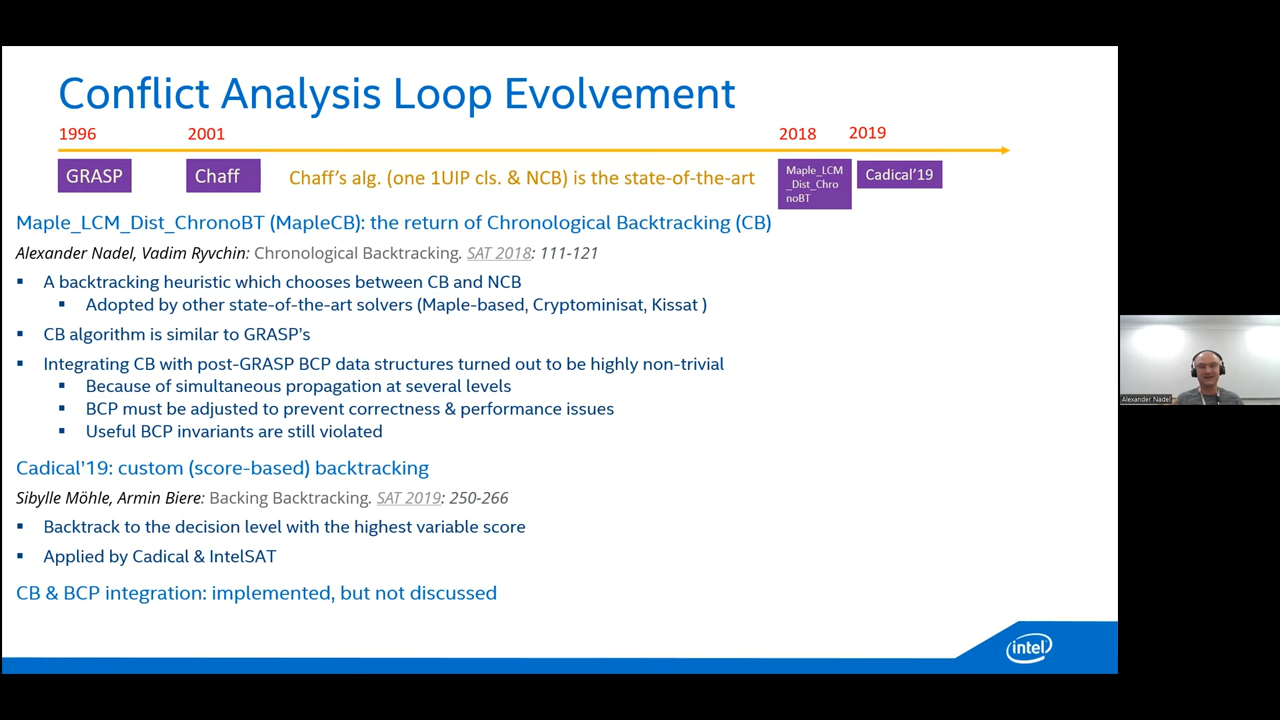 Conflict Analysis Loop Evolvement
1996
2001
2018
2019
GRASP
Chaff
Chaff's alg. (one 1UIP cls. & NCB) is the state-of-the-art
Maple_LCM
_Dist_Chro
noBT
Cadical'19
Maple_LCM_Dist_ChronoBT (MapleCB): the return of Chronological Backtracking (CB)
Alexander Nadel, Vadim Ryvchin: Chronological Backtracking. SAT 2018: 111-121
▪ A backtracking heuristic which chooses between CB and NCB
▪ Adopted by other state-of-the-art solvers (Maple-based, Cryptominisat, Kissat )
▪ CB algorithm is similar to GRASP's
▪ Integrating CB with post-GRASP BCP data structures turned out to be highly non-trivial
▪ Because of simultaneous propagation at several levels
▪ BCP must be adjusted to prevent correctness & performance issues
▪ Useful BCP invariants are still violated
Cadical'19: custom (score-based) backtracking
Sibylle Möhle, Armin Biere: Backing Backtracking. SAT 2019: 250-266
▪ Backtrack to the decision level with the highest variable score
▪ Applied by Cadical & IntelSAT
CB & BCP integration: implemented, but not discussed
intel
Alexander Nadel